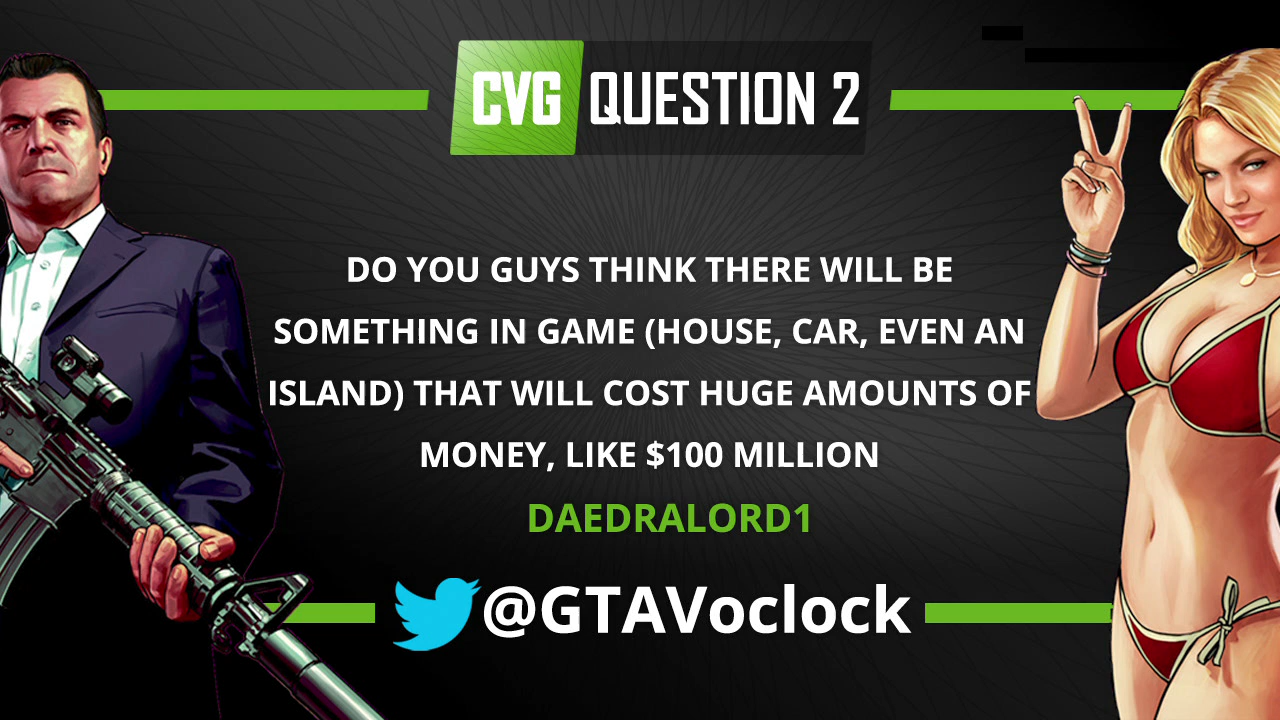 CVG QUESTION 2
DO YOU GUYS THINK THERE WILL BE
SOMETHING IN GAME (HOUSE, CAR, EVEN AN
ISLAND) THAT WILL COST HUGE AMOUNTS OF
MONEY, LIKE $100 MILLION
DAEDRALORD1
@GTAVoclock